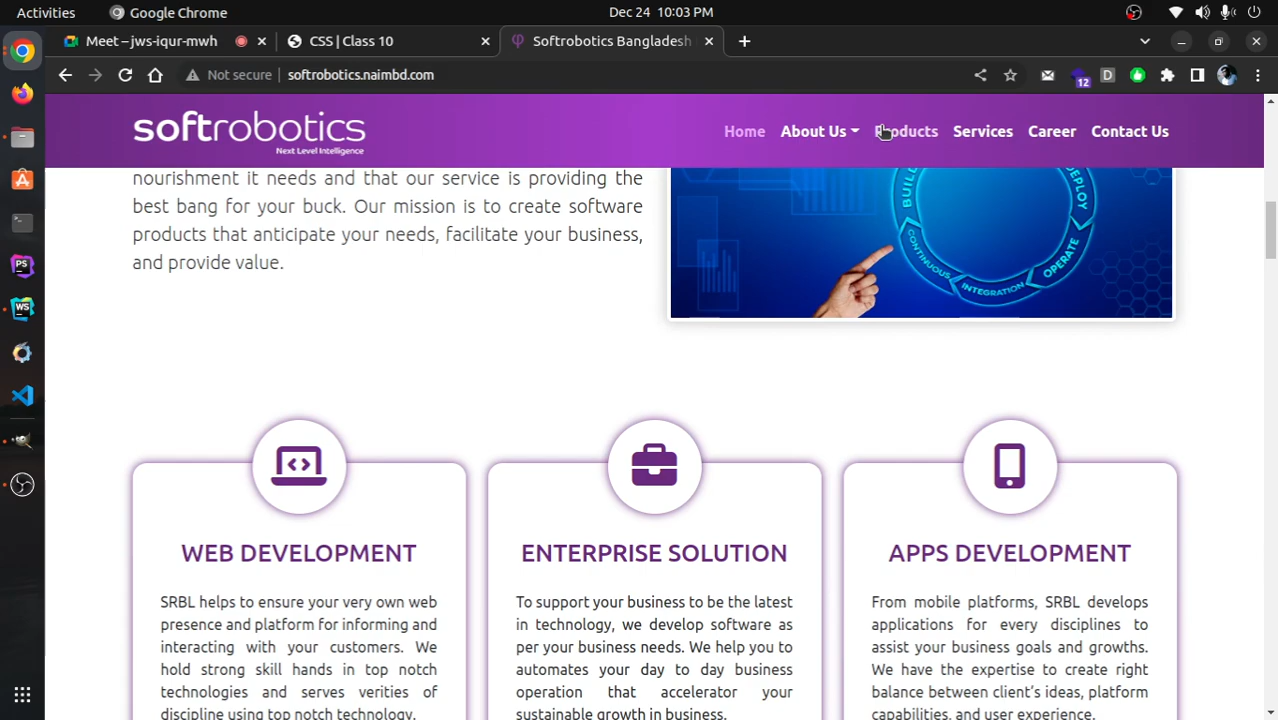 Activities
Google Chrome
Dec 24 10:03 PM
Meet – jws-iqur-mwh
CSS | Class 10
Softrobotics Bangladesh
Not secure
softrobotics.naimbd.com
12
D
softrobotics
Next Level Intelligence
Home
About Us
Products
Services
Career
Contact Us
nourishment it needs and that our service is providing the
best bang for your buck. Our mission is to create software
products that anticipate your needs, facilitate your business,
and provide value.
BUILD
CONTINUOUS
INTEGRATION
OPERATE
DEPLOY
PS
WS
WEB DEVELOPMENT
SRBL helps to ensure your very own web
presence and platform for informing and
interacting with your customers. We
hold strong skill hands in top notch
technologies and serves verities of
discipline using top notch technology.
ENTERPRISE SOLUTION
To support your business to be the latest
in technology, we develop software as
per your business needs. We help you to
automates your day to day business
operation that accelerator your
sustainable growth in business.
APPS DEVELOPMENT
From mobile platforms, SRBL develops
applications for every disciplines to
assist your business goals and growths.
We have the expertise to create right
balance between client's ideas, platform
capabilities, and user experience.